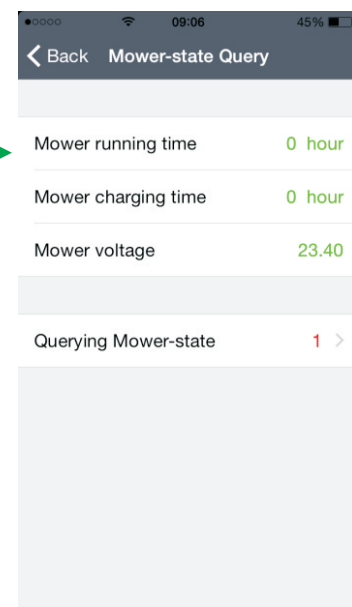 09:06 45%
Back Mower-state Query
Mower running time 0 hour
Mower charging time 0 hour
Mower voltage 23.40
Querying Mower-state 1